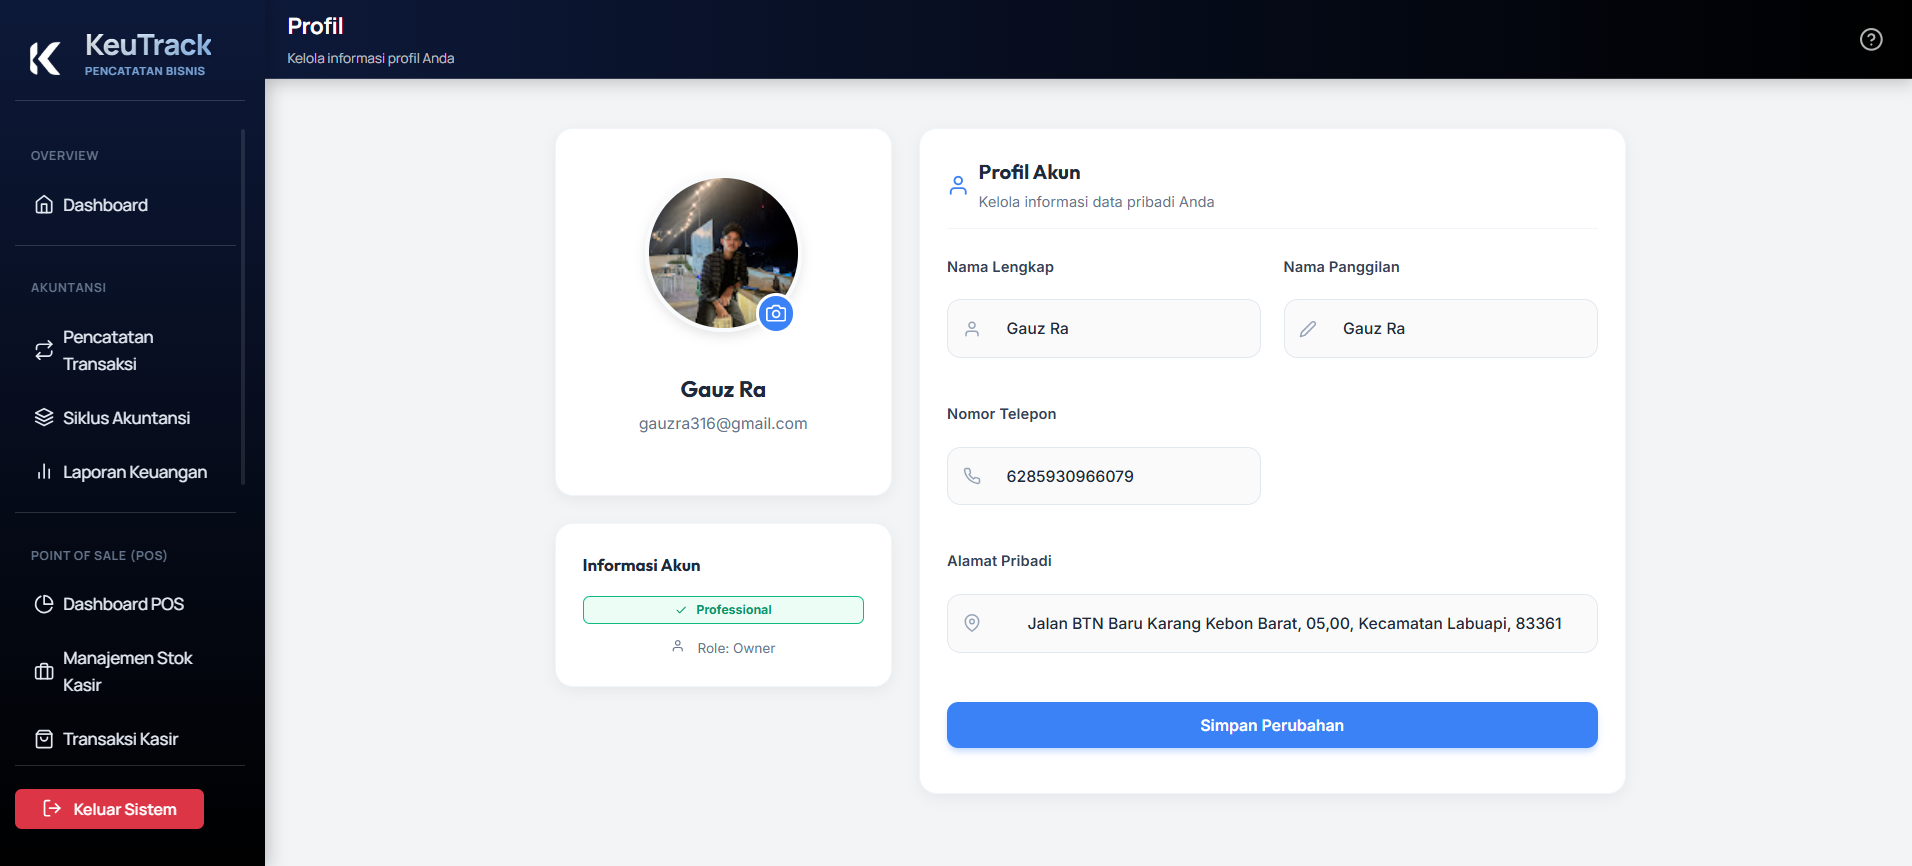 KeuTrack
PENCATATAN BISNIS
OVERVIEW
Dashboard
AKUNTANSI
Pencatatan
Transaksi
Siklus Akuntansi
Laporan Keuangan
POINT OF SALE (POS)
Dashboard POS
Manajemen Stok
Kasir
Transaksi Kasir
Keluar Sistem
Profil
Kelola informasi profil Anda
Gauz Ra
gauzra316@gmail.com
Informasi Akun
Professional
Role: Owner
Profil Akun
Kelola informasi data pribadi Anda
Nama Lengkap
Gauz Ra
Nama Panggilan
Gauz Ra
Nomor Telepon
6285930966079
Alamat Pribadi
Jalan BTN Baru Karang Kebon Barat, 05,00, Kecamatan Labuapi, 83361
Simpan Perubahan